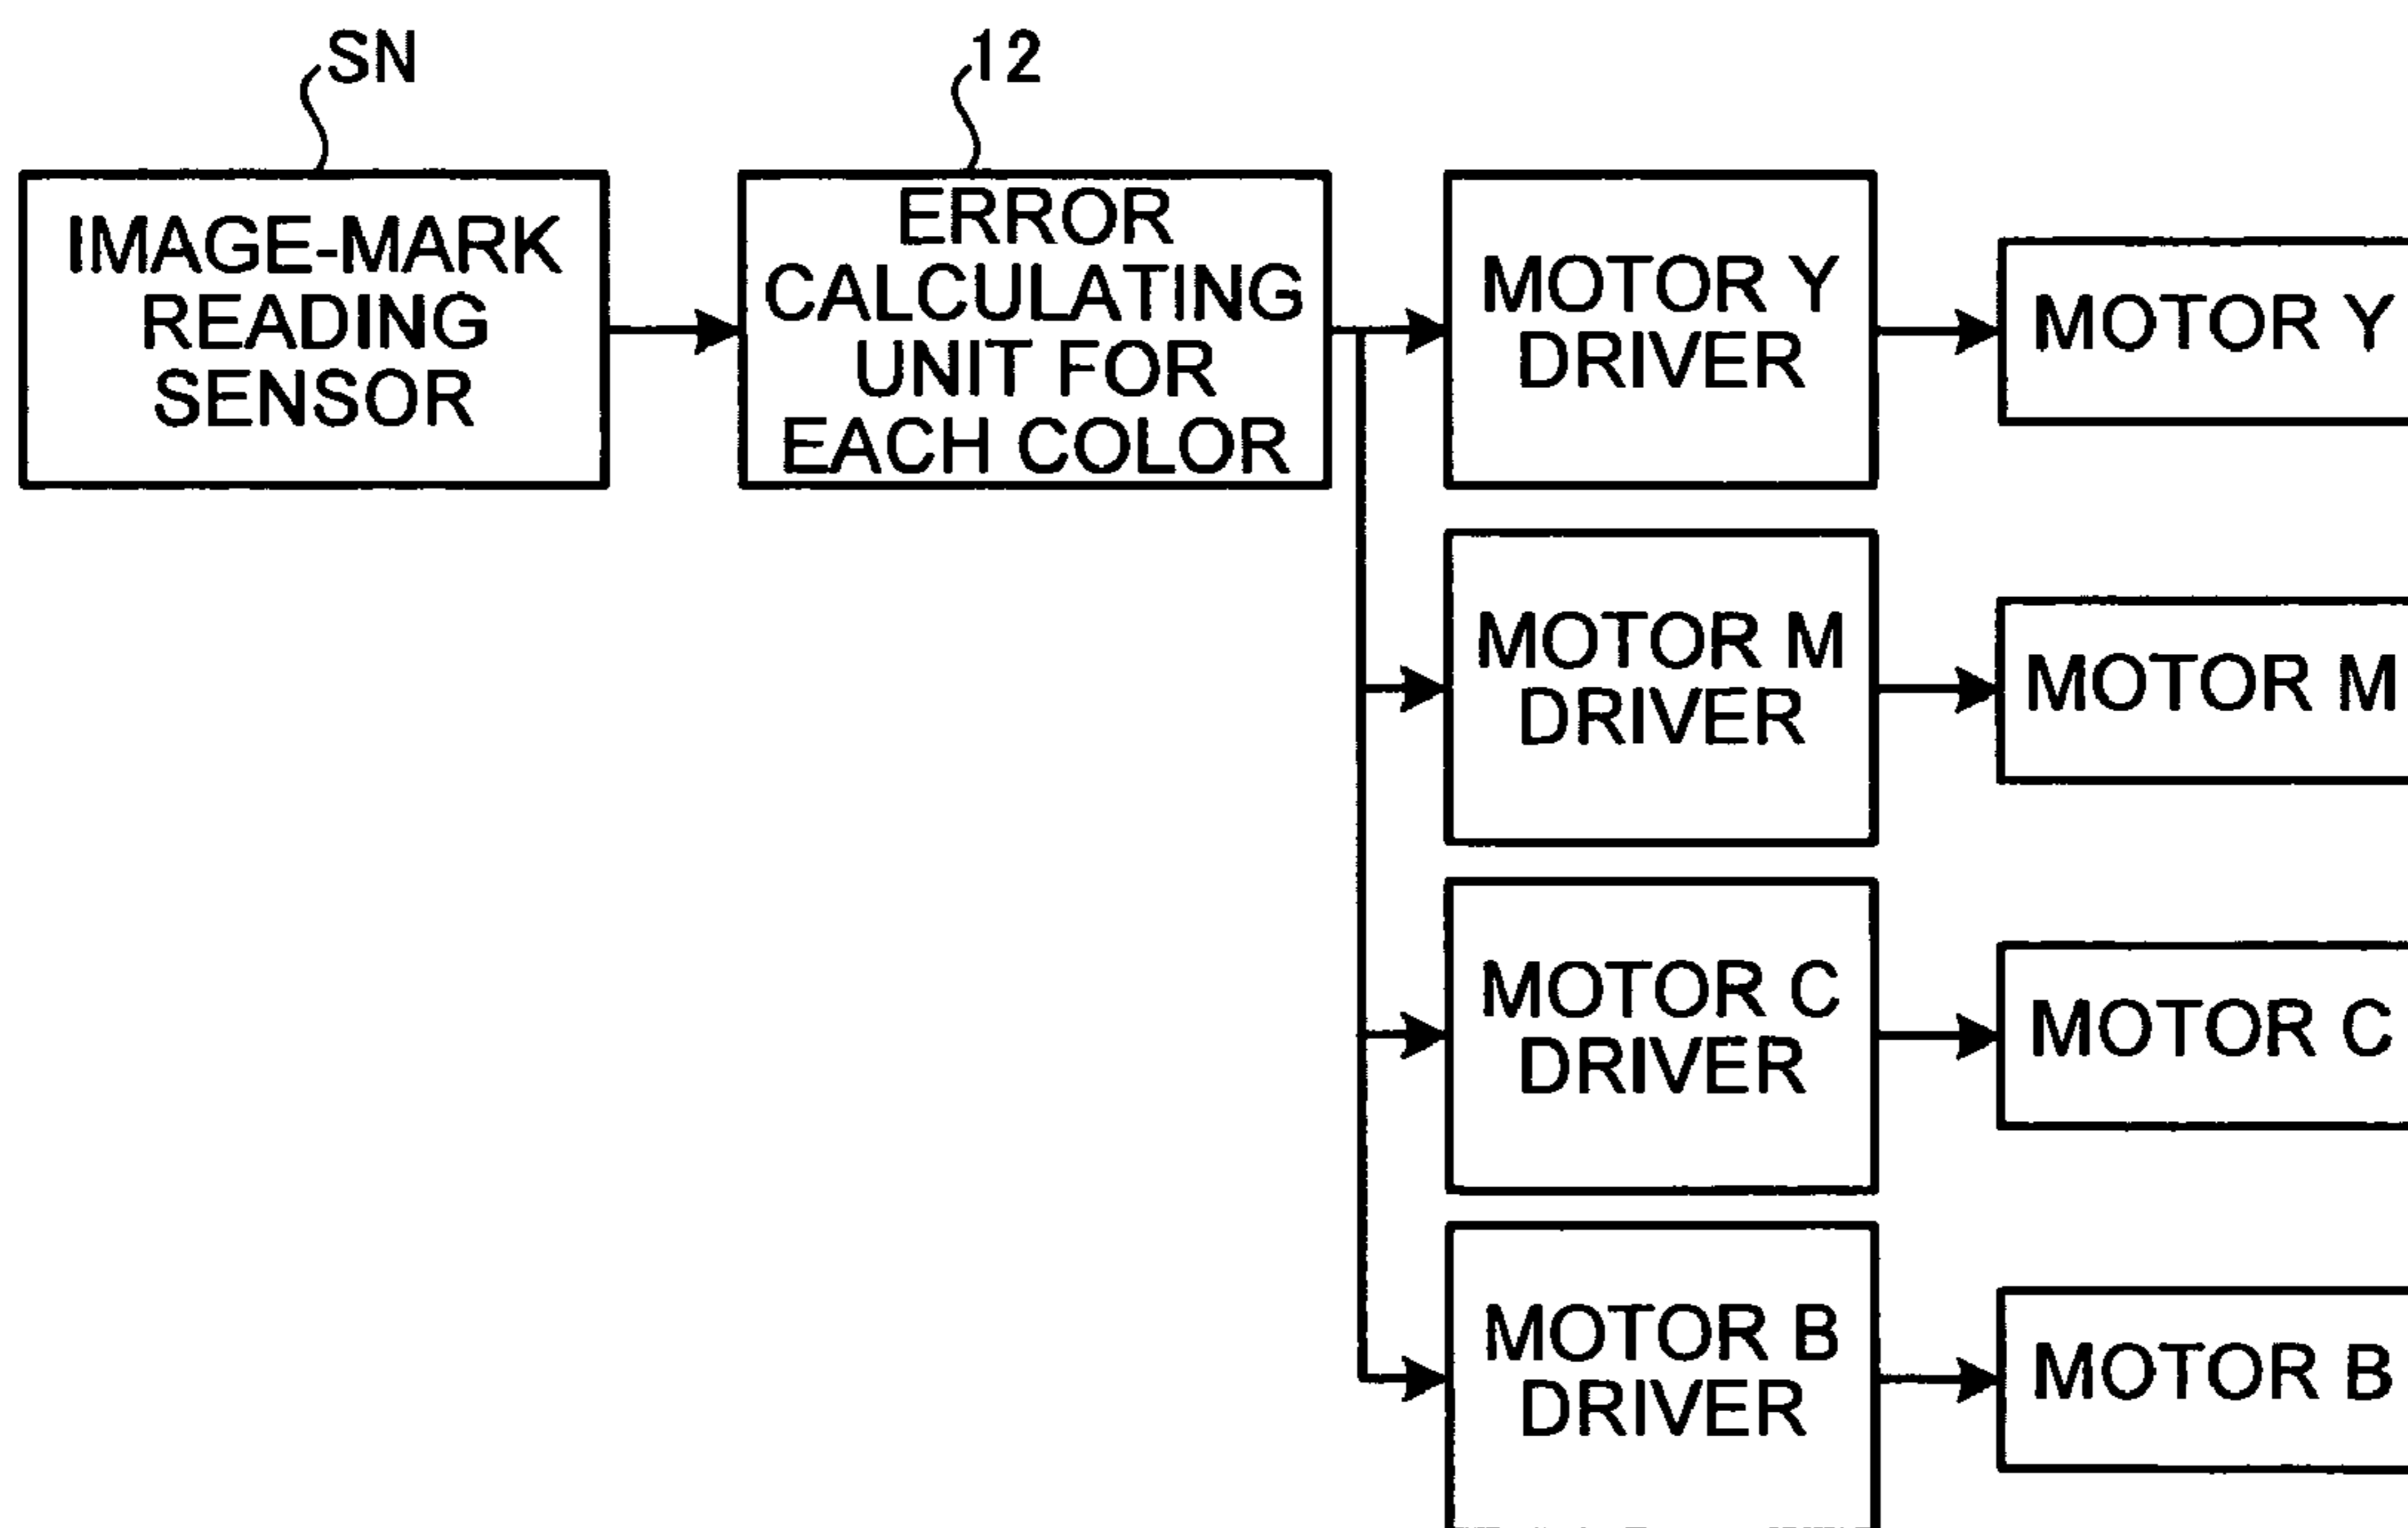 SN
12
IMAGE-MARK
READING
SENSOR
ERROR
CALCULATING
UNIT FOR
EACH COLOR
MOTOR Y
DRIVER
MOTOR Y
MOTOR M
DRIVER
MOTOR M
MOTOR C
DRIVER
MOTOR C
MOTOR B
DRIVER
MOTOR B